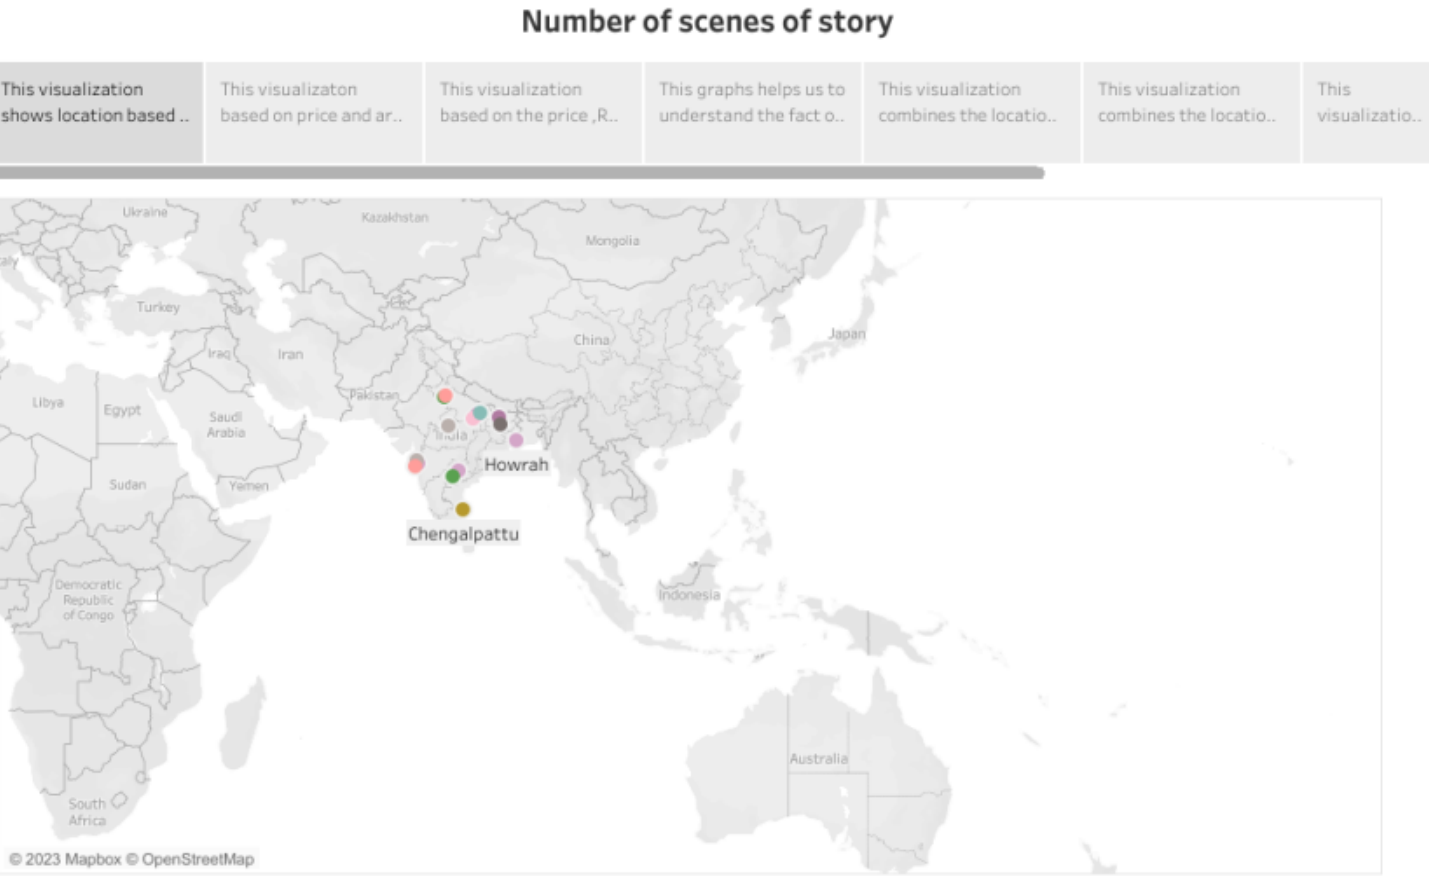 Number of scenes of story
This visualization
shows location based ..
This visualizaton
based on price and ar..
This visualization
based on the price ,R..
This graphs helps us to
understand the fact o..
This visualization
combines the locatio..
This visualization
combines the locatio..
This
visualizatio..
Ukraine
Kazakhstan
Mongolia
aly
Turkey
Japan
China
Iraq
Iran
Pakistan
Libya
Egypt
Saudi
Arabia
India
Howrah
Sudan
Yemen
Chengalpattu
Democratic
Republic
of Congo
Indonesia
Australia
South
Africa
© 2023 Mapbox © OpenStreetMap